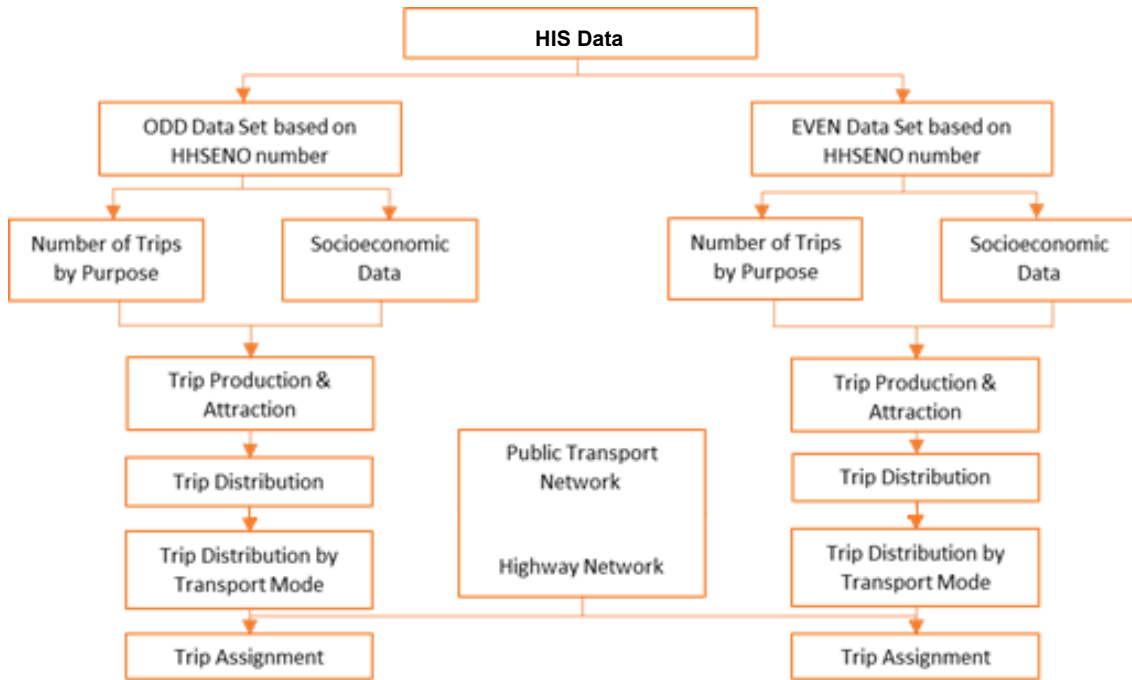 HIS Data
ODD Data Set based on
HHSENO number
EVEN Data Set based on
HHSENO number
Number of Trips
by Purpose
Socioeconomic
Data
Number of Trips
by Purpose
Socioeconomic
Data
Trip Production &
Attraction
Trip Production &
Attraction
Public Transport
Network
Highway Network
Trip Distribution
Trip Distribution
Trip Distribution by
Transport Mode
Trip Distribution by
Transport Mode
Trip Assignment
Trip Assignment